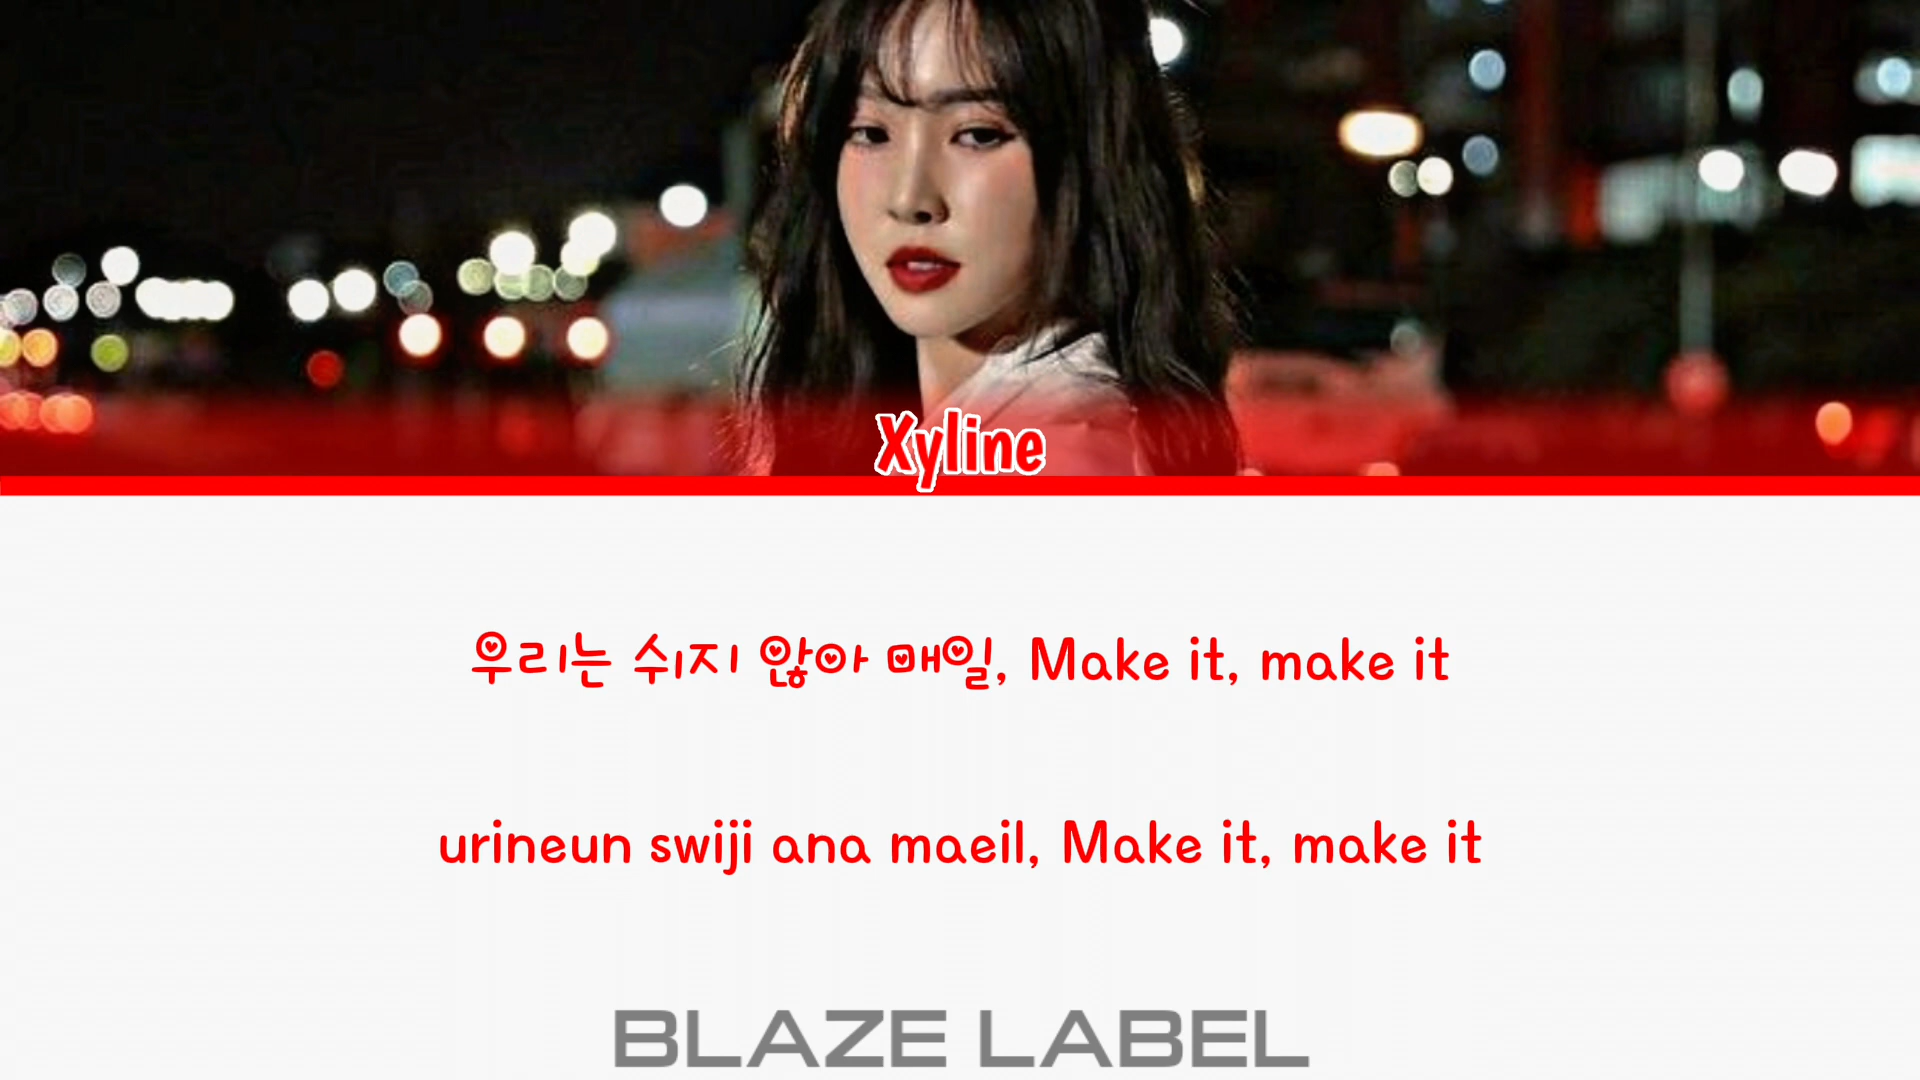 Xyline
우리는 쉬지 않아 매일, Make it, make it
urineun swiji ana maeil, Make it, make it
BLAZE LABEL